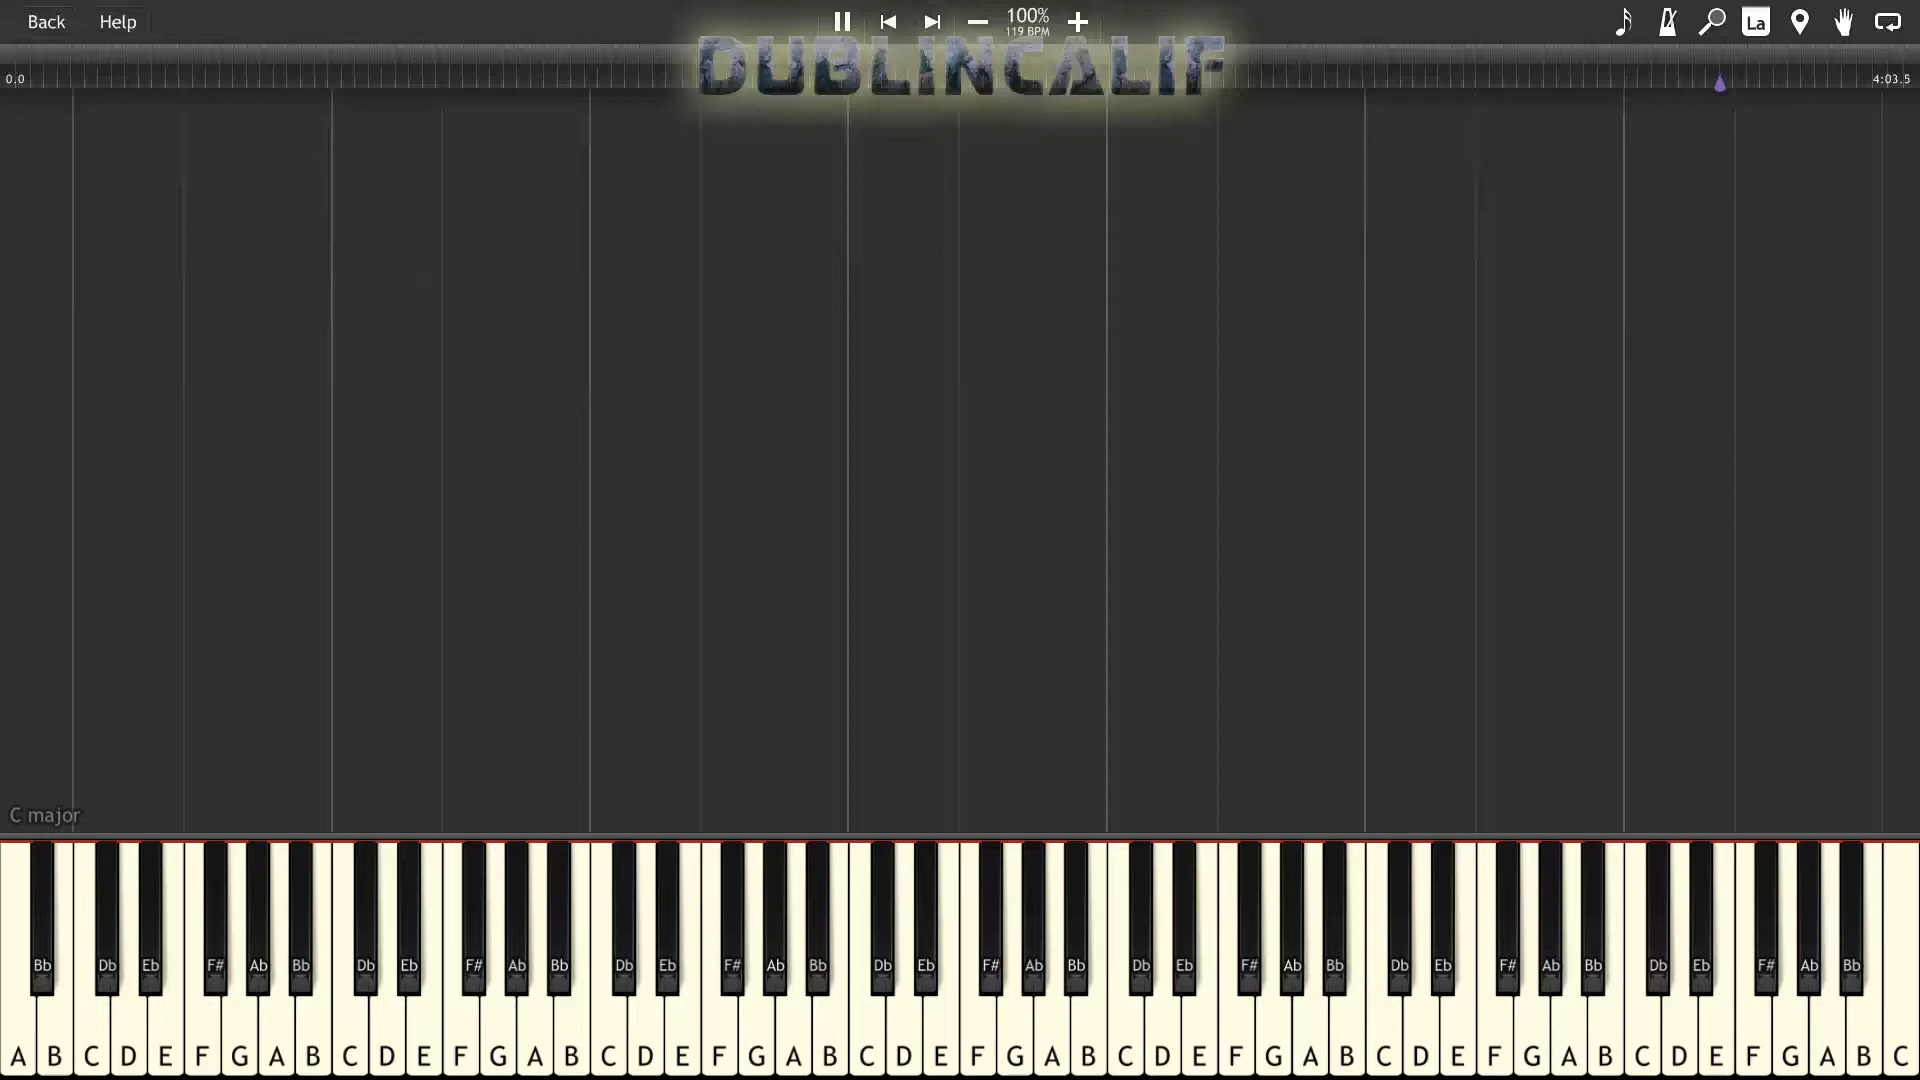 Back Help 100%
119 BPM La
DUBLINCALIF
0.0 4:03.5
C major
Bb Db Eb F# Ab Bb Db Eb F# Ab Bb Db Eb F# Ab Bb Db Eb F# Ab Bb Db Eb F# Ab Bb Db Eb F# Ab Bb Db Eb F# Ab Bb
A B C D E F G A B C D E F G A B C D E F G A B C D E F G A B C D E F G A B C D E F G A B C D E F G A B C